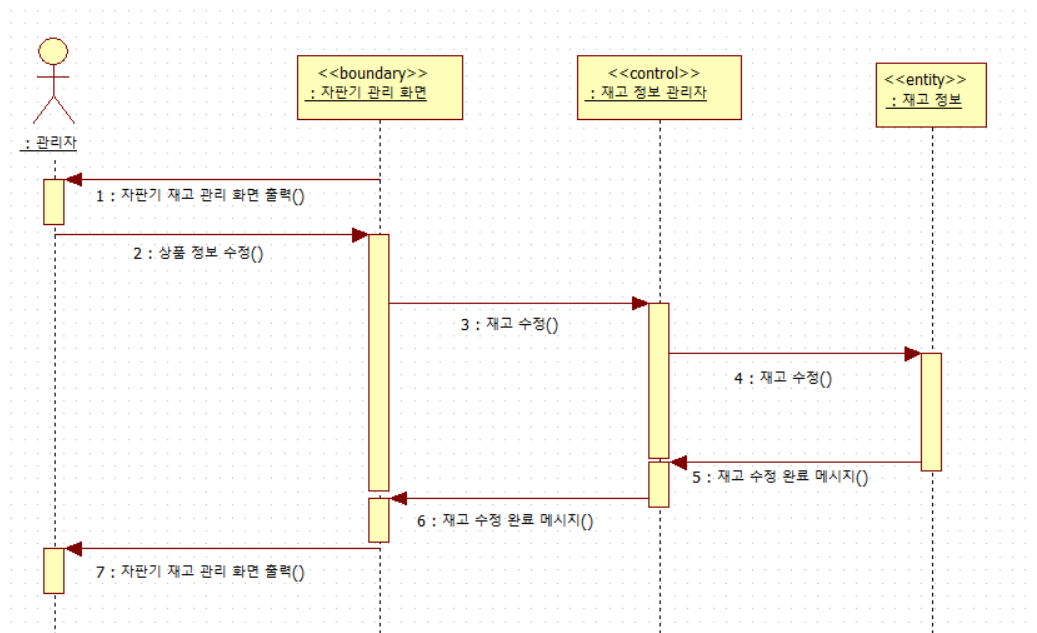 <<boundary>>
: 자판기 관리 화면
<<control>>
: 재고 정보 관리자
<<entity>>
: 재고 정보
: 관리자
1 : 자판기 재고 관리 화면 출력()
2 : 상품 정보 수정()
3 : 재고 수정()
4 : 재고 수정()
5 : 재고 수정 완료 메시지()
6 : 재고 수정 완료 메시지()
7 : 자판기 재고 관리 화면 출력()